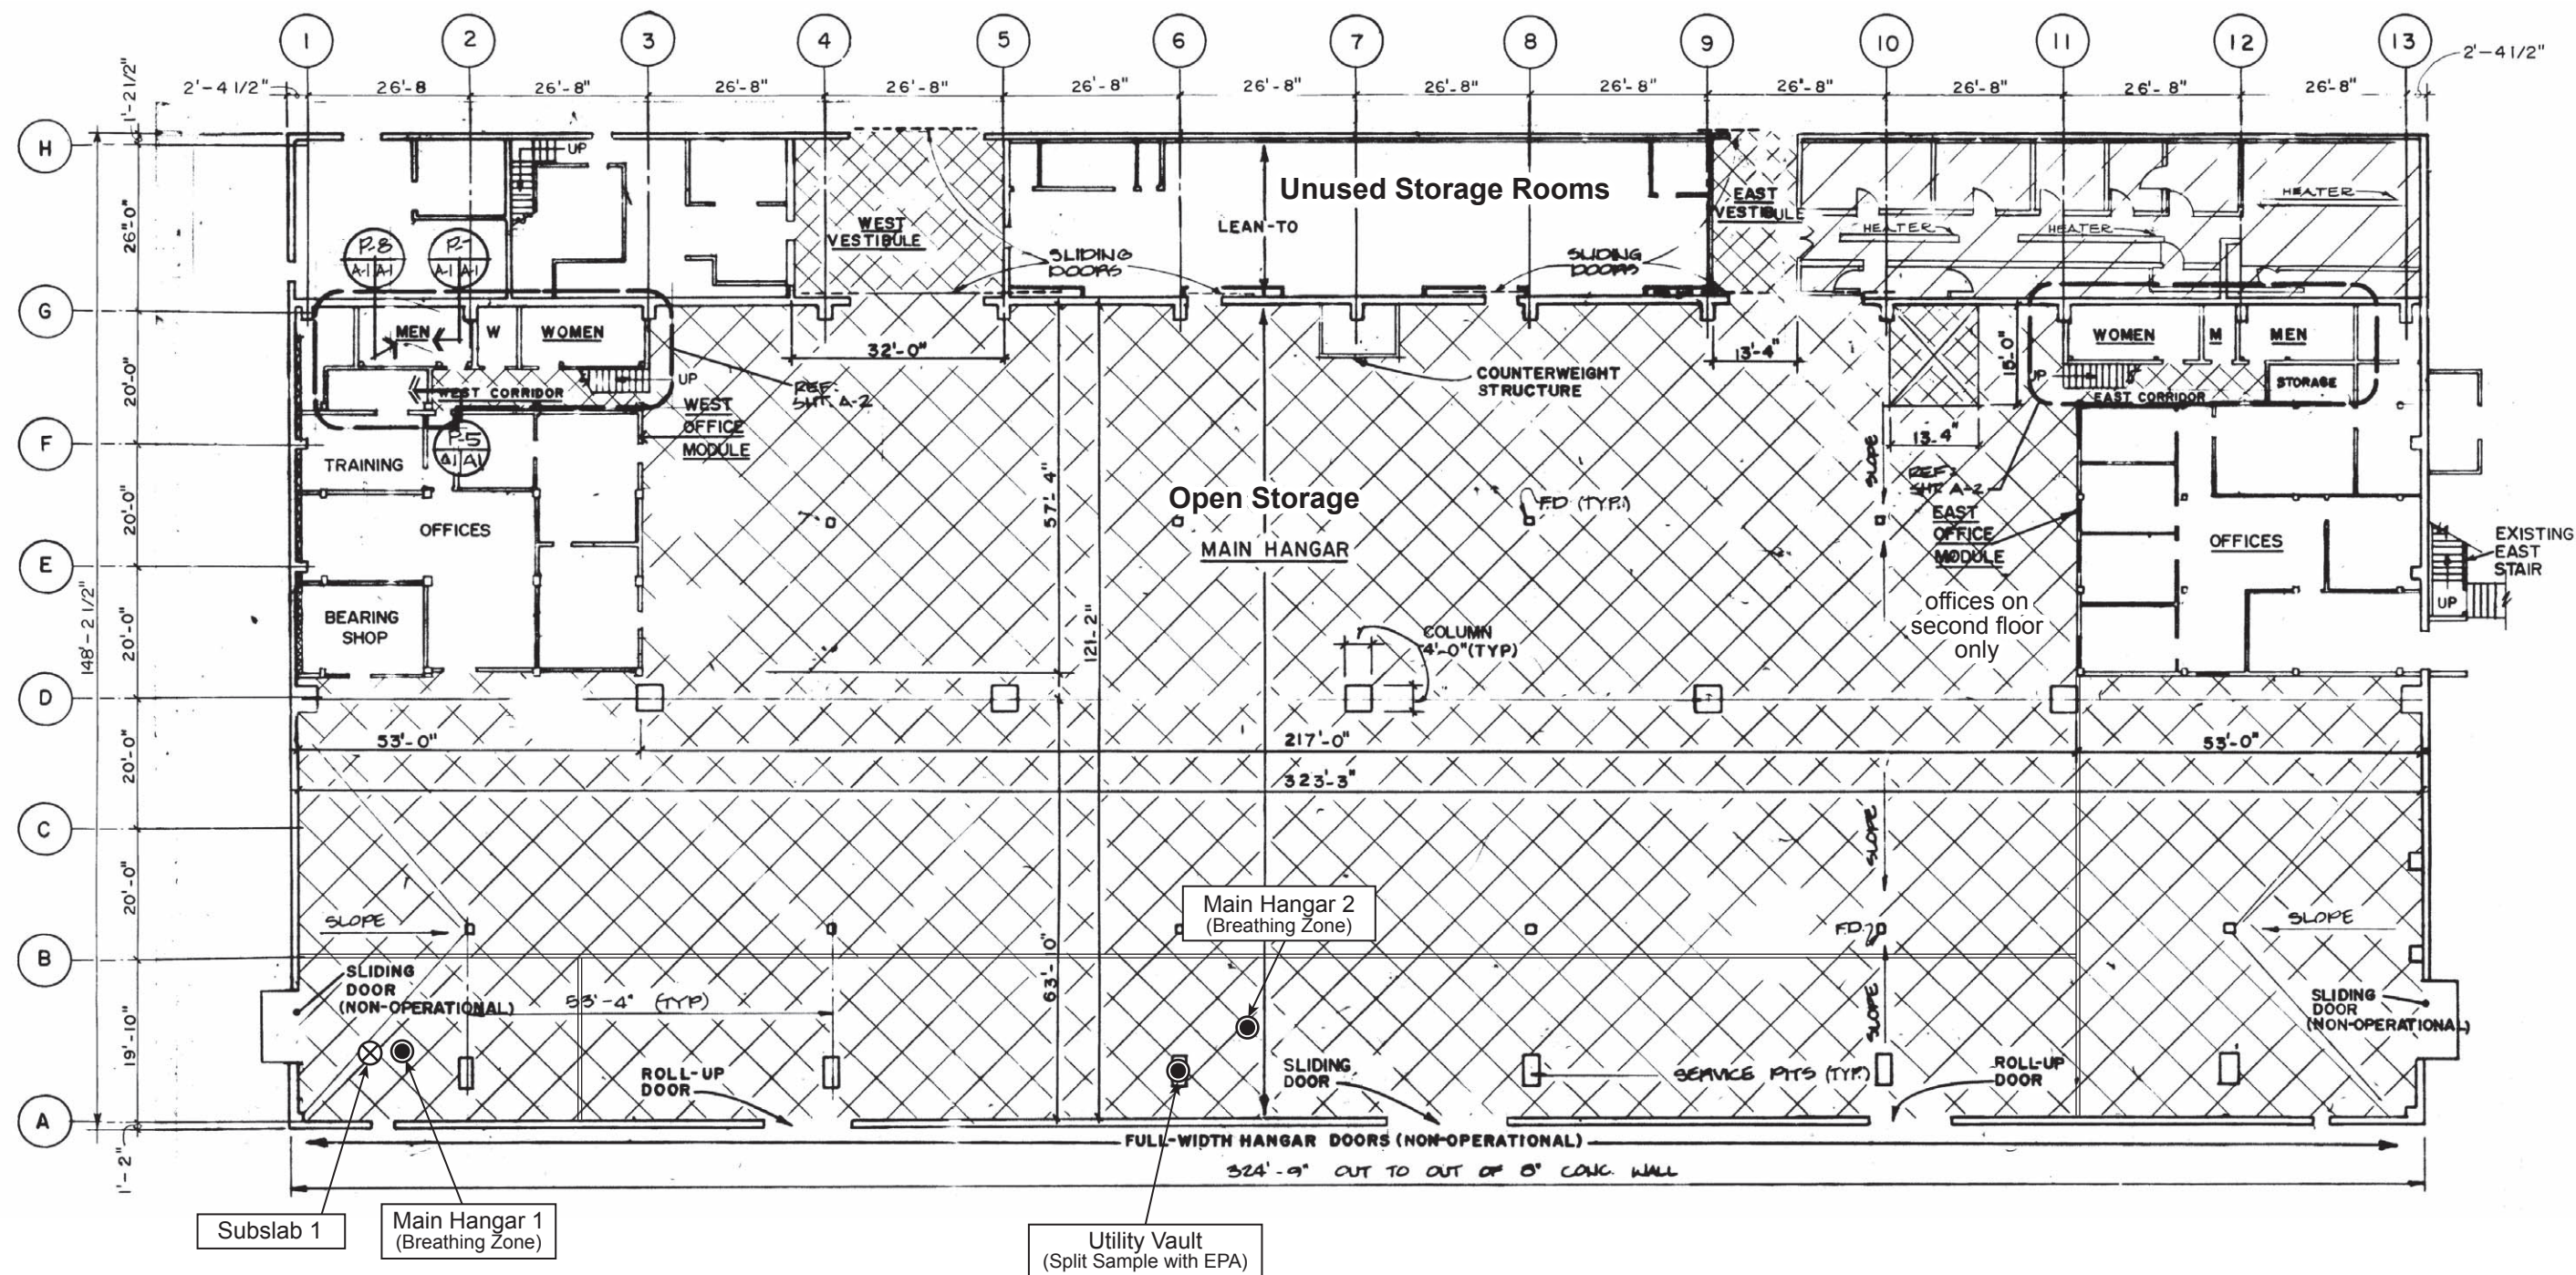 1 2 3 4 5 6 7 8 9 10 11 12 13
2'-4 1/2" 26'-8 26'-8" 26'-8" 26'-8" 26'-8" 26'-8" 26'-8" 26'-8" 26'-8" 26'-8" 26'-8" 2'-4 1/2"
1'-2 1/2"
H
UP
26'-0"
Unused Storage Rooms
LEAN-TO
WEST
VESTIBULE
EAST
VESTIBULE
HEATER
HEATER
HEATER
SLIDING
DOORS
SLIDING
DOORS
P-8
A-1 A-1
P-7
A-1 A-1
G
MEN
W
WOMEN
UP
WEST CORRIDOR
20'-0"
32'-0"
13'-4"
15'-0"
REF:
SHT. A-2
WEST
OFFICE
MODULE
COUNTERWEIGHT
STRUCTURE
WOMEN
M
MEN
UP
STORAGE
EAST CORRIDOR
13'-4"
F
TRAINING
P-5
A1 A1
SLOPE
REF:
SHT A-2
20'-0"
OFFICES
57'-4"
Open Storage
MAIN HANGAR
F.D (TYP.)
EAST
OFFICE
MODULE
OFFICES
EXISTING
EAST
STAIR
UP
E
148'-2 1/2"
20'-0"
BEARING
SHOP
121'-2"
COLUMN
4'-0"(TYP)
offices on
second floor
only
D
53'-0"
217'-0"
53'-0"
323'-3"
20'-0"
C
20'-0"
SLOPE
SLOPE
Main Hangar 2
(Breathing Zone)
F.D.
SLOPE
B
SLIDING
DOOR
(NON-OPERATIONAL)
53'-4" (TYP)
63'-10"
SLOPE
SLIDING
DOOR
(NON-OPERATIONAL)
19'-10"
ROLL-UP
DOOR
SLIDING
DOOR
SERVICE PITS (TYP.)
ROLL-UP
DOOR
A
FULL-WIDTH HANGAR DOORS (NON-OPERATIONAL)
324'-9" OUT TO OUT OF 8" CONC. WALL
1'-2"
Subslab 1
Main Hangar 1
(Breathing Zone)
Utility Vault
(Split Sample with EPA)